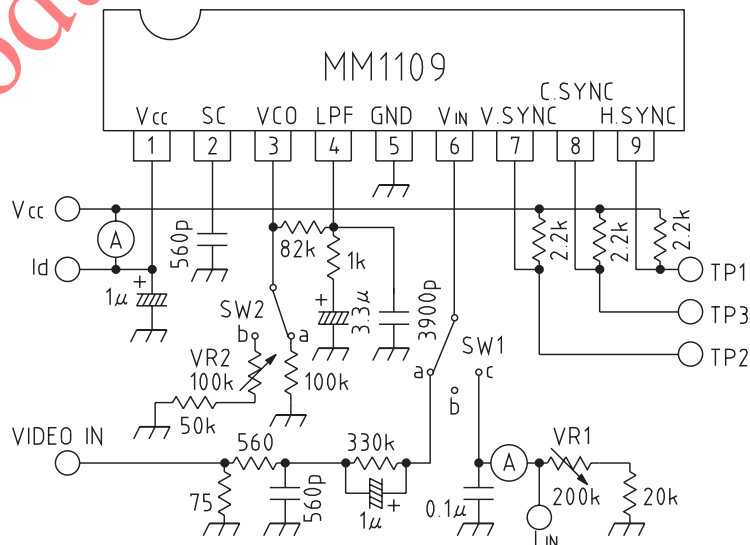 MM1109
Vcc SC VCO LPF GND VIN V.SYNC C.SYNC H.SYNC
1 2 3 4 5 6 7 8 9
Vcc
A
Id
1µ
+
560p
82k
1k
+
3.3µ
3900p
2.2k
2.2k
2.2k
TP1
TP3
TP2
SW2
b
a
VR2
100k
100k
50k
SW1
a
b
c
VIDEO IN
75
560
560p
330k
1µ
+
0.1µ
A
VR1
200k
20k
IIN